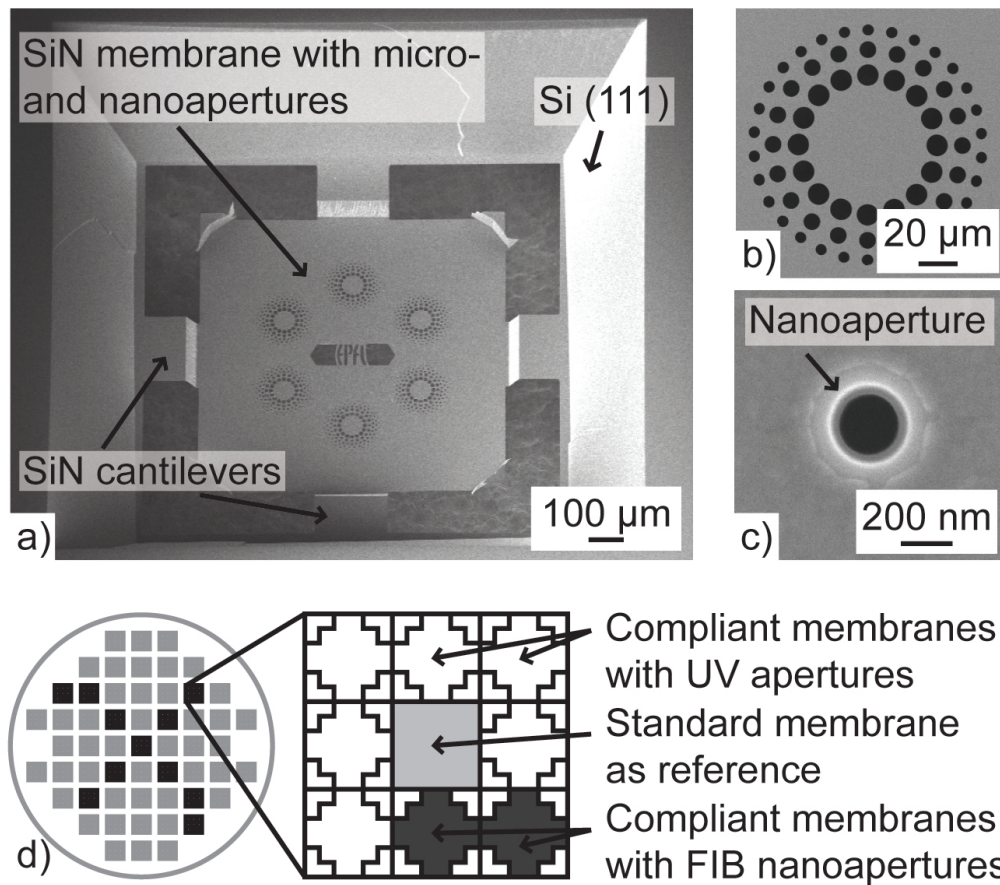 SiN membrane with micro-
and nanoapertures
Si (111)
EPFL
SiN cantilevers
100 µm
a)
20 µm
b)
Nanoaperture
200 nm
c)
Compliant membranes
with UV apertures
Standard membrane
as reference
Compliant membranes
with FIB nanoapertures
d)